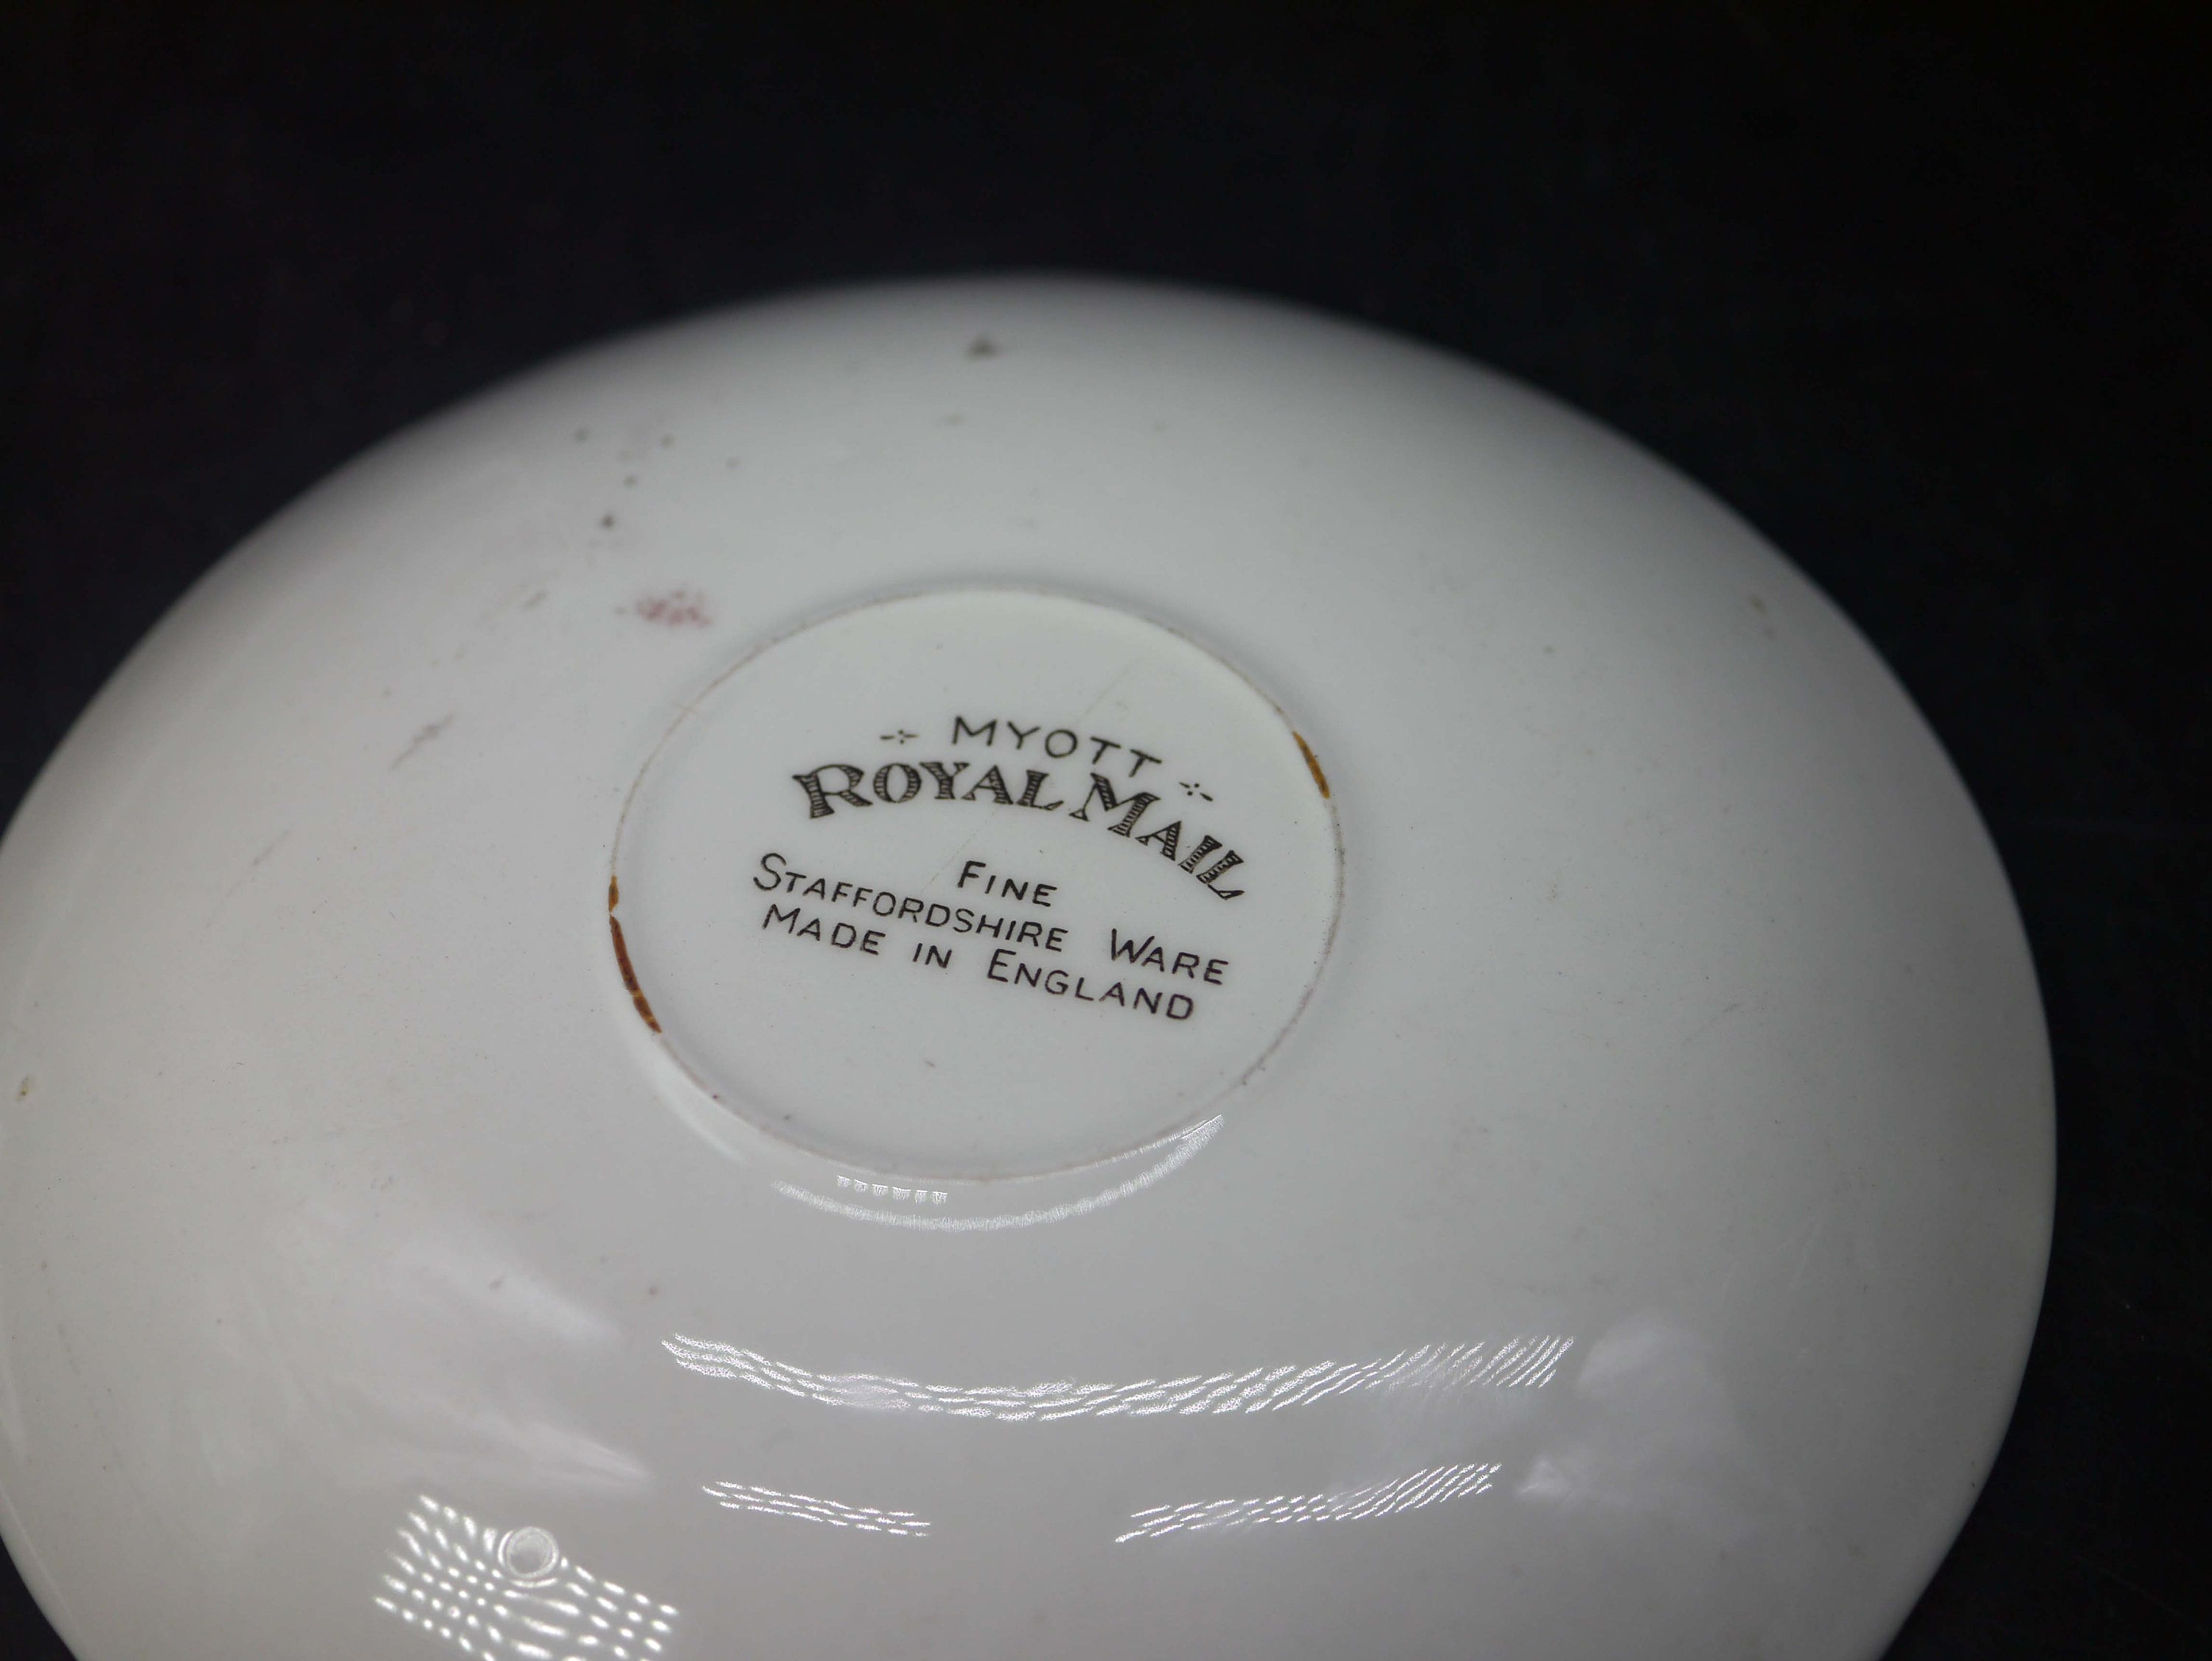 MYOTT
ROYAL MAIL
FINE
STAFFORDSHIRE WARE
MADE IN ENGLAND